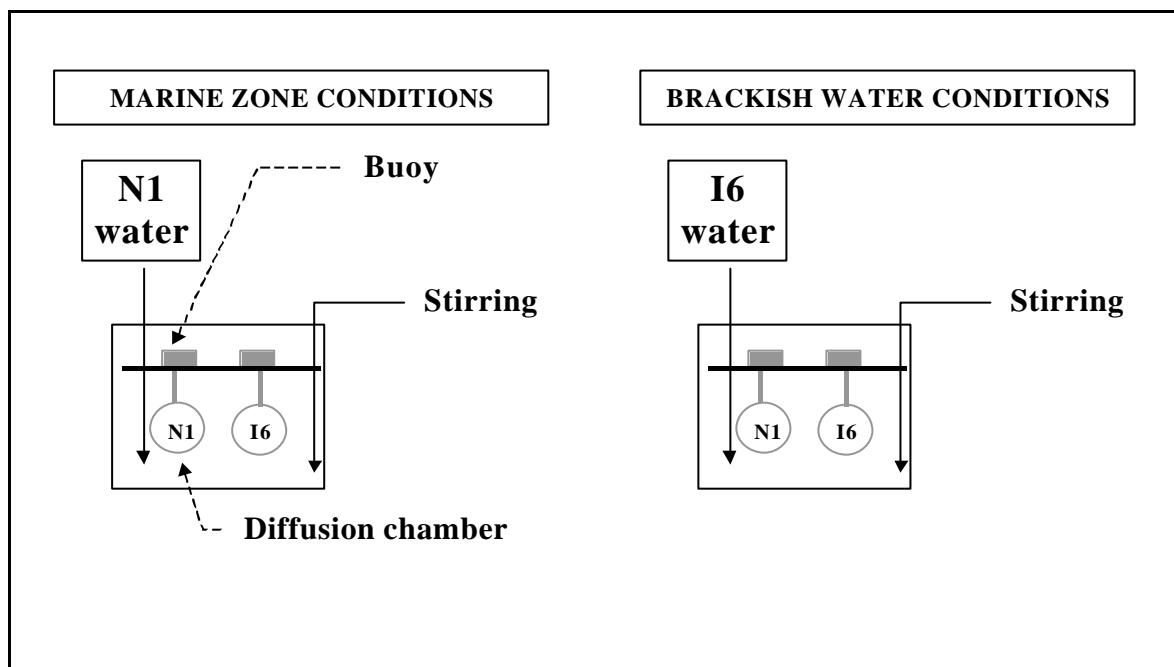 MARINE ZONE CONDITIONS
BRACKISH WATER CONDITIONS
N1
water
Buoy
I6
water
Stirring
Stirring
N1
I6
N1
I6
Diffusion chamber